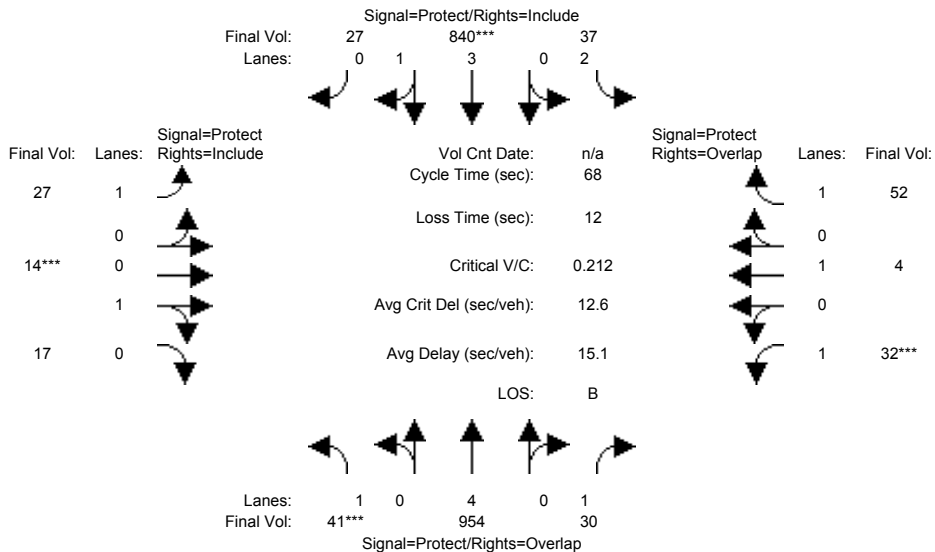 Signal=Protect/Rights=Include
Final Vol: 27 840*** 37
Lanes: 0 1 3 0 2
Signal=Protect Signal=Protect
Final Vol: Lanes: Rights=Include Vol Cnt Date: n/a Rights=Overlap Lanes: Final Vol:
Cycle Time (sec): 68
27 1 1 52
Loss Time (sec): 12
0 0
14*** 0 Critical V/C: 0.212 1 4
1 Avg Crit Del (sec/veh): 12.6 0
17 0 Avg Delay (sec/veh): 15.1 1 32***
LOS: B
Lanes: 1 0 4 0 1
Final Vol: 41*** 954 30
Signal=Protect/Rights=Overlap